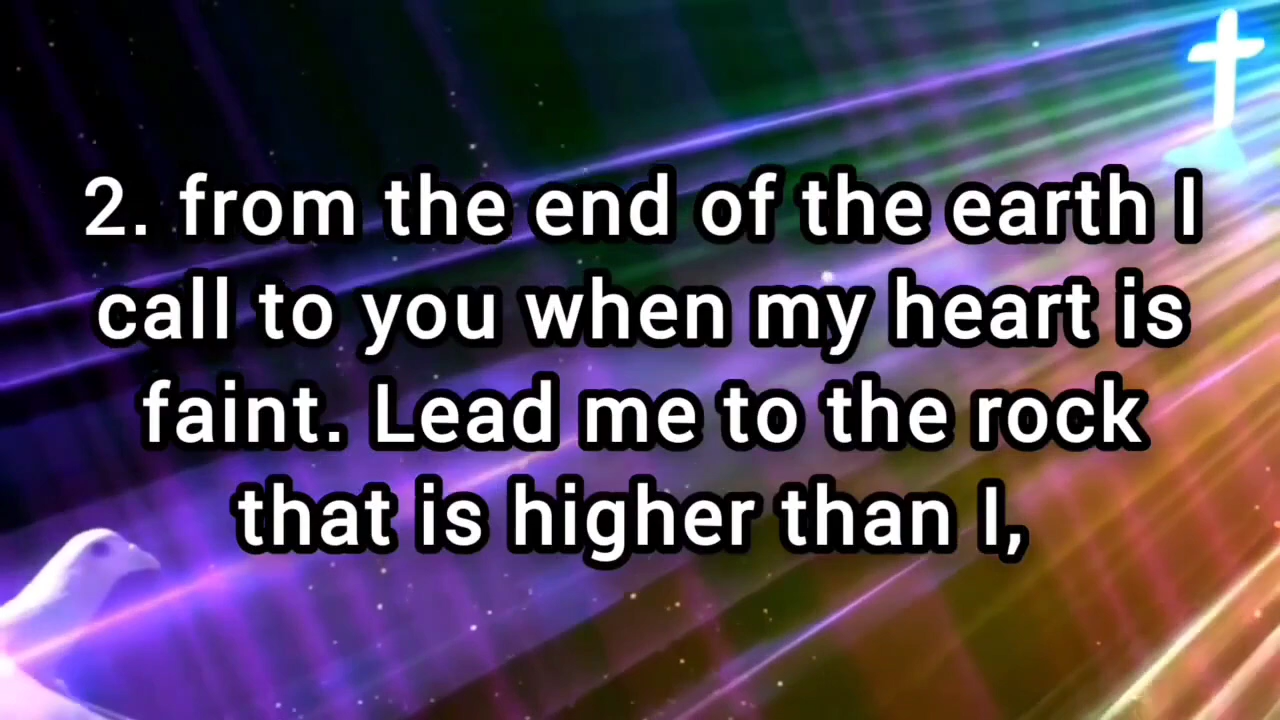 2. from the end of the earth I
call to you when my heart is
faint. Lead me to the rock
that is higher than I,